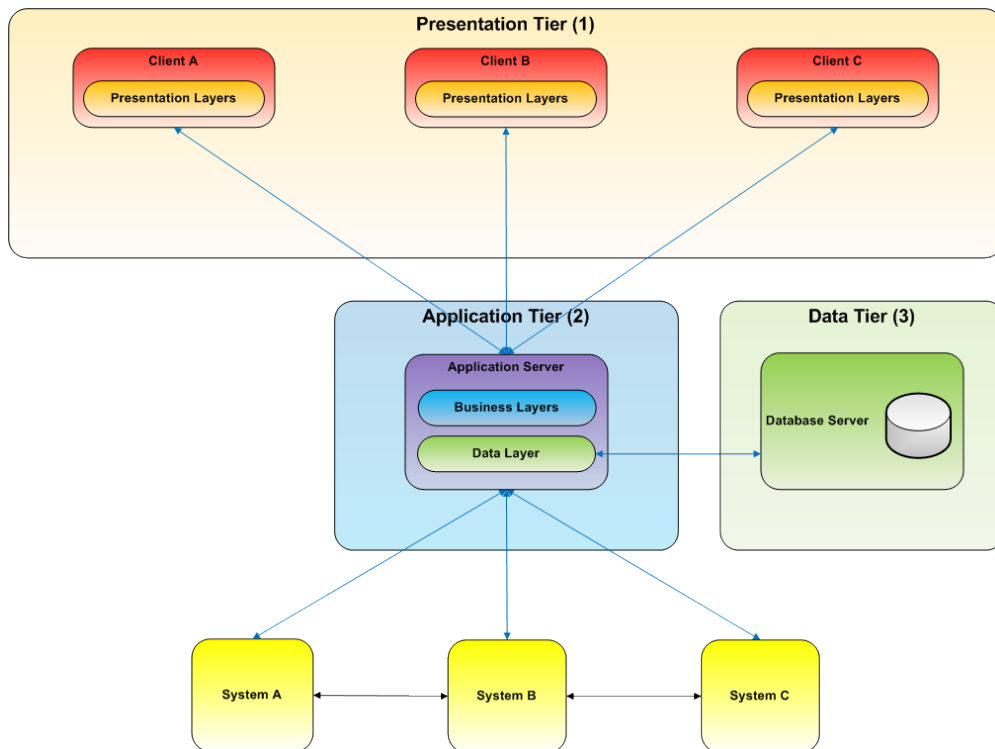 Presentation Tier (1)
Client A
Client B
Client C
Presentation Layers
Presentation Layers
Presentation Layers
Application Tier (2)
Data Tier (3)
Application Server
Business Layers
Database Server
Data Layer
System A
System B
System C